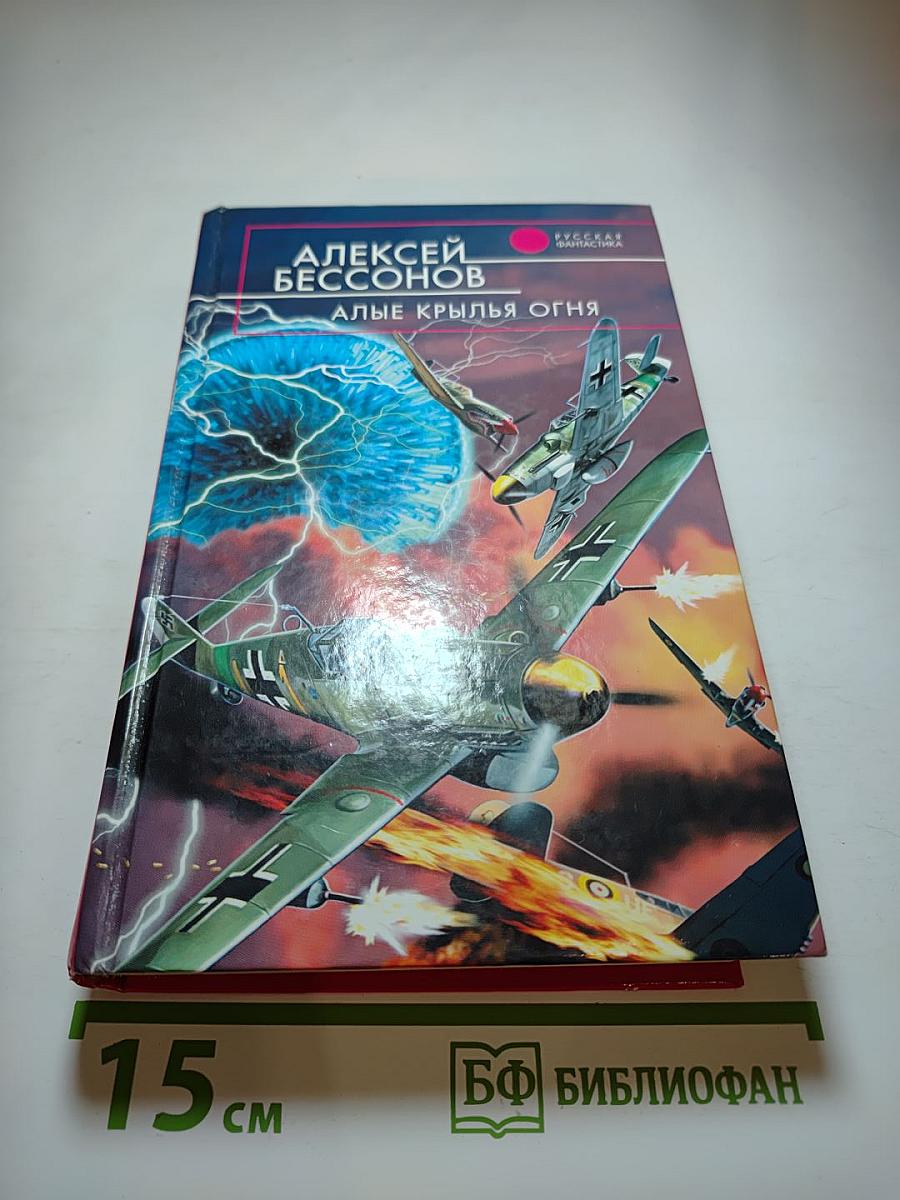 АЛЕКСЕЙ
БЕССОНОВ
РУССКАЯ
ФАНТАСТИКА
АЛЫЕ КРЫЛЬЯ ОГНЯ
15 см
БФ БИБЛИОФАН